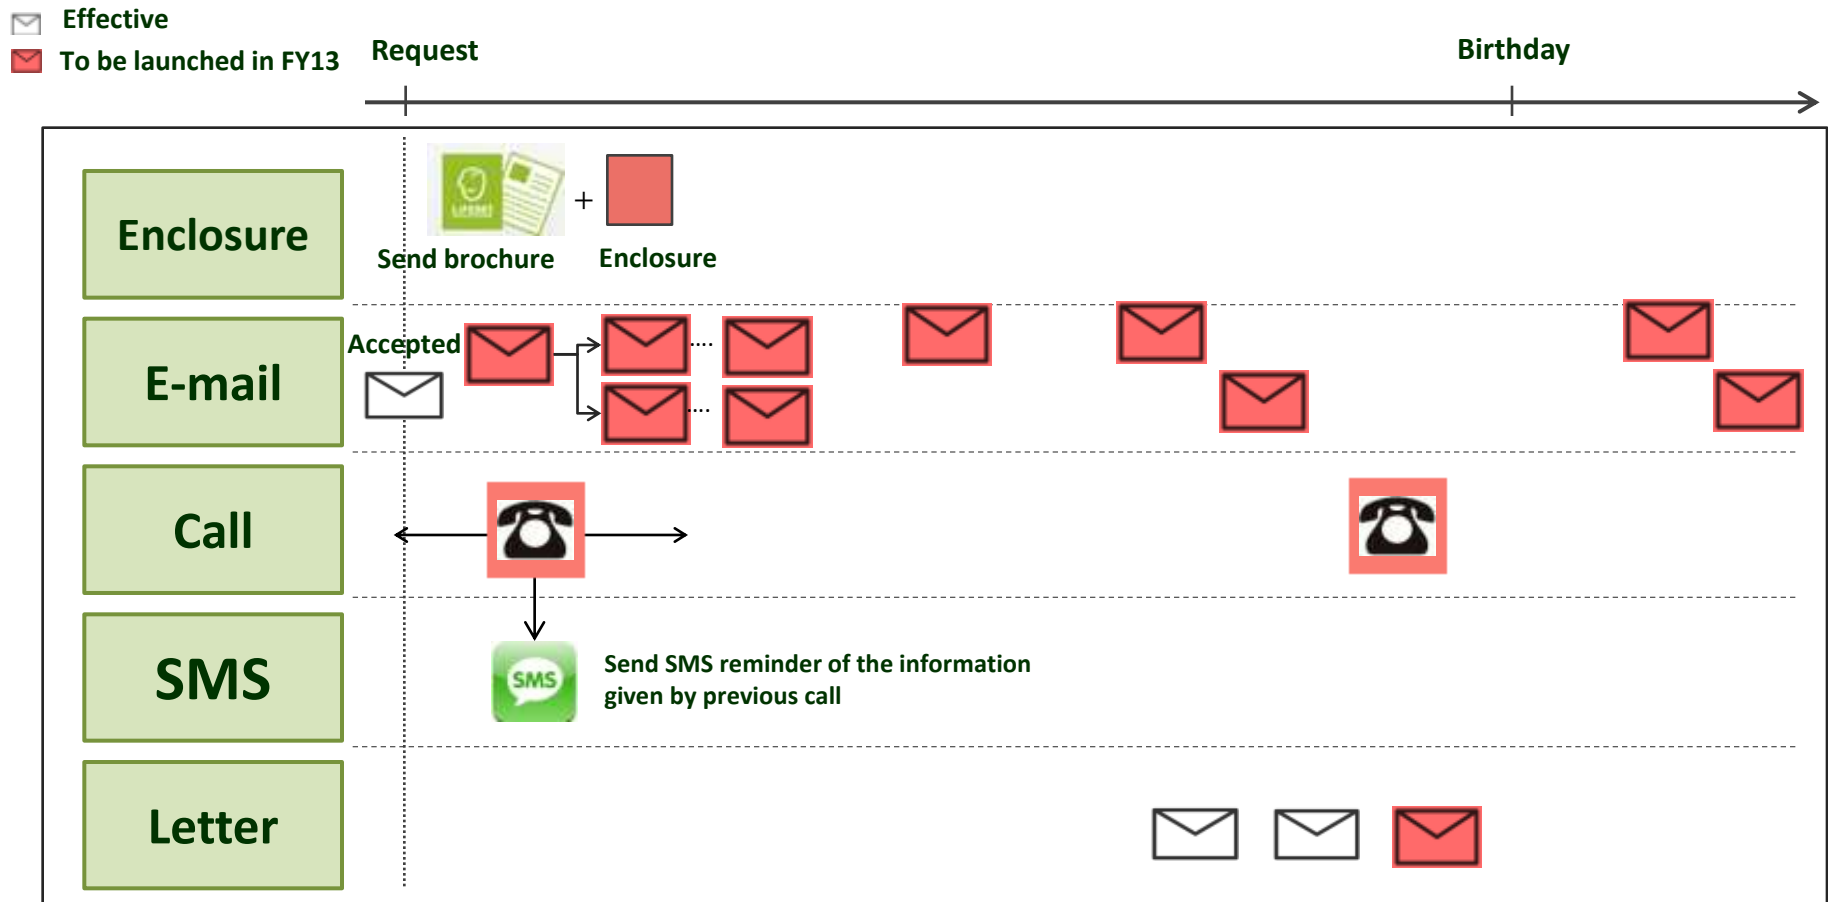 Effective
To be launched in FY13
Request
Birthday
Enclosure
+
Send brochure
Enclosure
E-mail
Accepted
....
....
Call
SMS
SMS
Send SMS reminder of the information
given by previous call
Letter